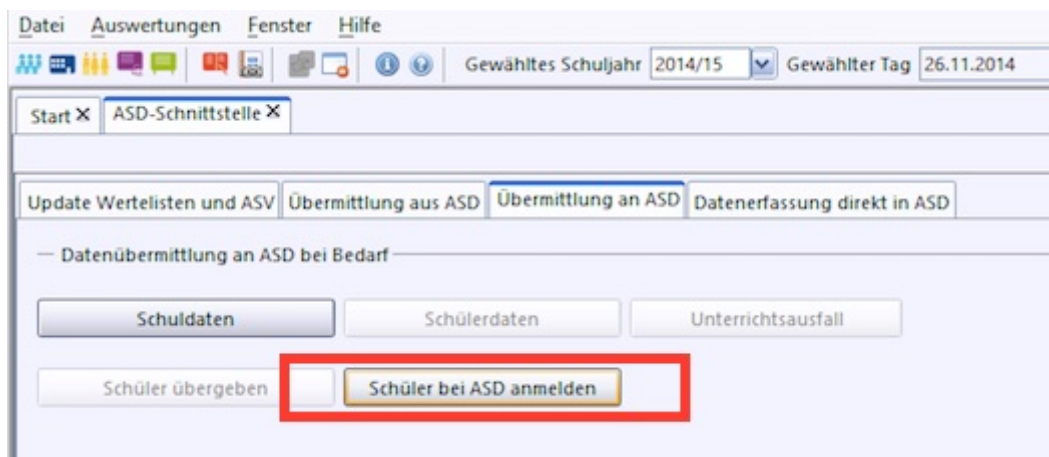 Datei Auswertungen Fenster Hilfe
Gewähltes Schuljahr 2014/15 Gewählter Tag 26.11.2014
Start X ASD-Schnittstelle X
Update Wertelisten und ASV Übermittlung aus ASD Übermittlung an ASD Datenerfassung direkt in ASD
Datenübermittlung an ASD bei Bedarf
Schuldaten Schülerdaten Unterrichtsausfall
Schüler übergeben Schüler bei ASD anmelden